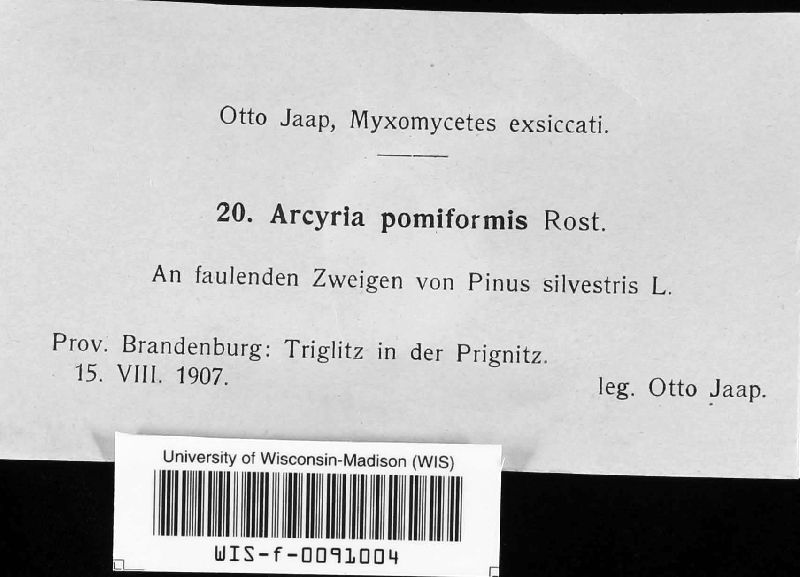 Otto Jaap, Myxomycetes exsiccati.
20. Arcyria pomiformis Rost.
An faulenden Zweigen von Pinus silvestris L.
Prov. Brandenburg: Triglitz in der Prignitz.
15. VIII. 1907.
leg. Otto Jaap.
University of Wisconsin-Madison (WIS)
WIS-f-0091004